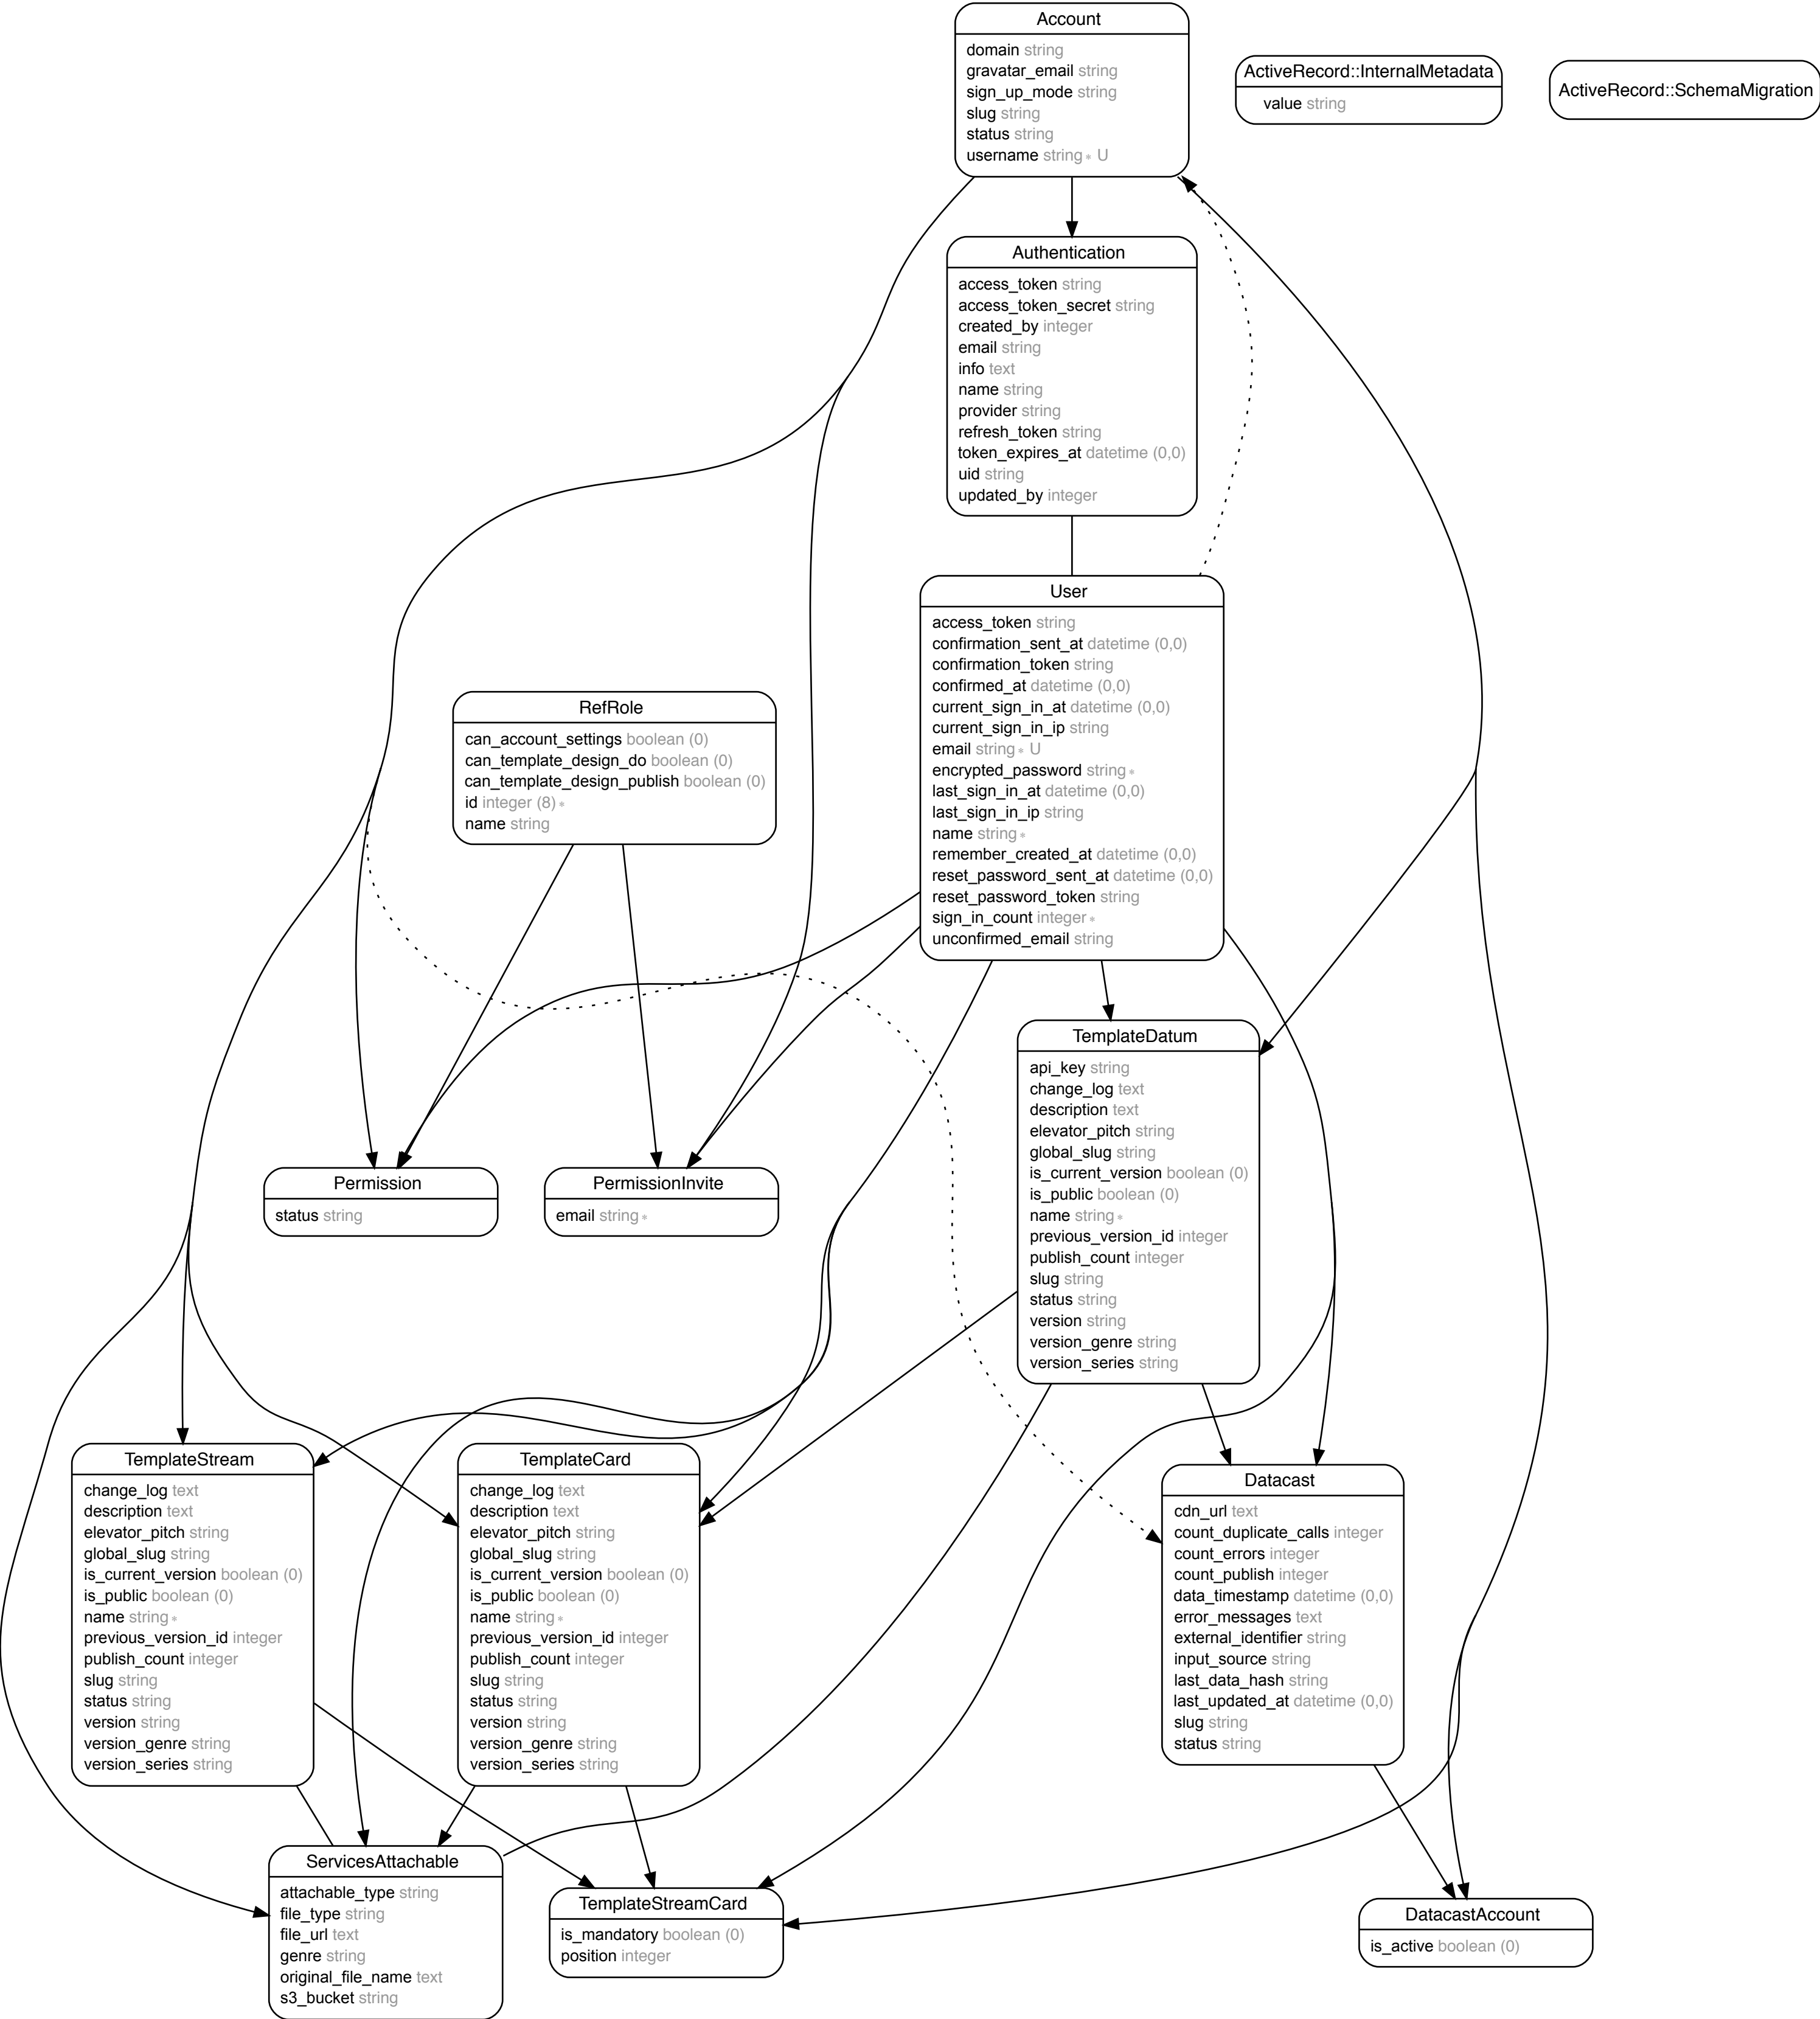 Account
domain string
gravatar_email string
sign_up_mode string
slug string
status string
username string∗ U
ActiveRecord::InternalMetadata
value string
ActiveRecord::SchemaMigration
Authentication
access_token string
access_token_secret string
created_by integer
email string
info text
name string
provider string
refresh_token string
token_expires_at datetime (0,0)
uid string
updated_by integer
User
access_token string
confirmation_sent_at datetime (0,0)
confirmation_token string
confirmed_at datetime (0,0)
current_sign_in_at datetime (0,0)
current_sign_in_ip string
email string∗ U
encrypted_password string∗
last_sign_in_at datetime (0,0)
last_sign_in_ip string
name string∗
remember_created_at datetime (0,0)
reset_password_sent_at datetime (0,0)
reset_password_token string
sign_in_count integer∗
unconfirmed_email string
RefRole
can_account_settings boolean (0)
can_template_design_do boolean (0)
can_template_design_publish boolean (0)
id integer (8)∗
name string
TemplateDatum
api_key string
change_log text
description text
elevator_pitch string
global_slug string
is_current_version boolean (0)
is_public boolean (0)
name string∗
previous_version_id integer
publish_count integer
slug string
status string
version string
version_genre string
version_series string
Permission
status string
PermissionInvite
email string∗
TemplateStream
change_log text
description text
elevator_pitch string
global_slug string
is_current_version boolean (0)
is_public boolean (0)
name string∗
previous_version_id integer
publish_count integer
slug string
status string
version string
version_genre string
version_series string
TemplateCard
change_log text
description text
elevator_pitch string
global_slug string
is_current_version boolean (0)
is_public boolean (0)
name string∗
previous_version_id integer
publish_count integer
slug string
status string
version string
version_genre string
version_series string
Datacast
cdn_url text
count_duplicate_calls integer
count_errors integer
count_publish integer
data_timestamp datetime (0,0)
error_messages text
external_identifier string
input_source string
last_data_hash string
last_updated_at datetime (0,0)
slug string
status string
ServicesAttachable
attachable_type string
file_type string
file_url text
genre string
original_file_name text
s3_bucket string
TemplateStreamCard
is_mandatory boolean (0)
position integer
DatacastAccount
is_active boolean (0)